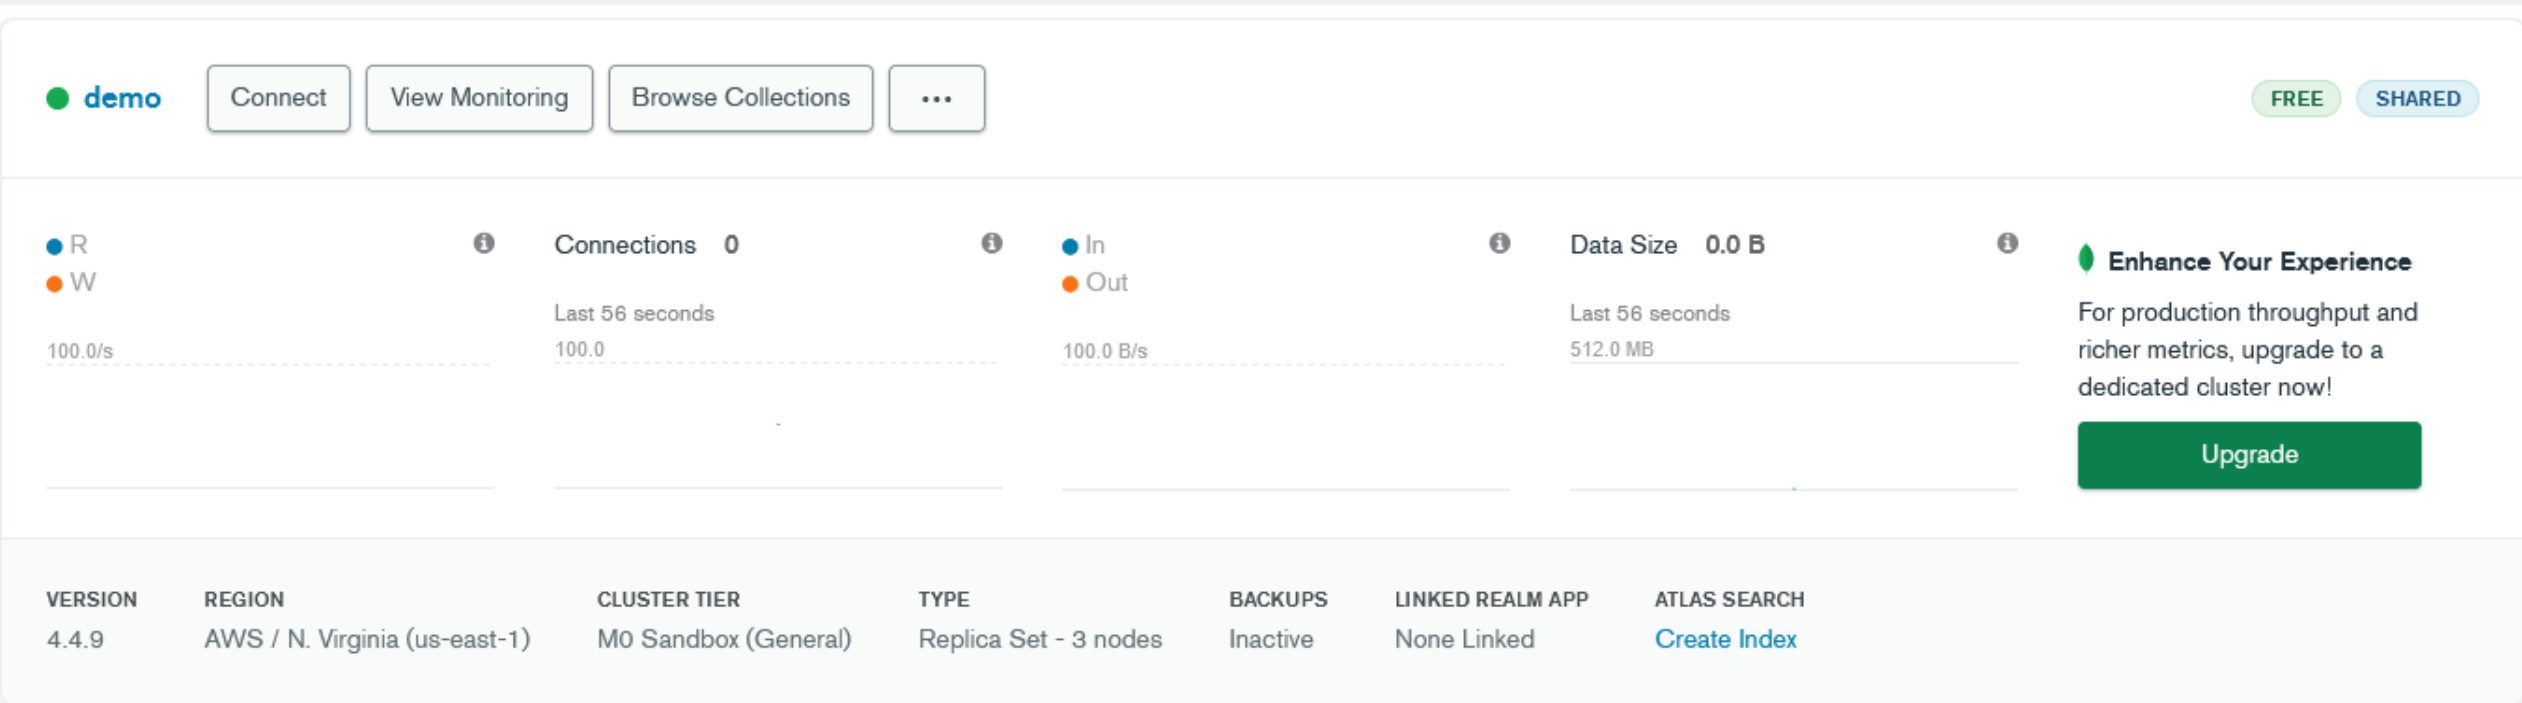 demo
Connect
View Monitoring
Browse Collections
...
FREE
SHARED
R
W
100.0/s
Connections 0
Last 56 seconds
100.0
In
Out
100.0 B/s
Data Size 0.0 B
Last 56 seconds
512.0 MB
Enhance Your Experience
For production throughput and
richer metrics, upgrade to a
dedicated cluster now!
Upgrade
VERSION
4.4.9
REGION
AWS / N. Virginia (us-east-1)
CLUSTER TIER
M0 Sandbox (General)
TYPE
Replica Set - 3 nodes
BACKUPS
Inactive
LINKED REALM APP
None Linked
ATLAS SEARCH
Create Index